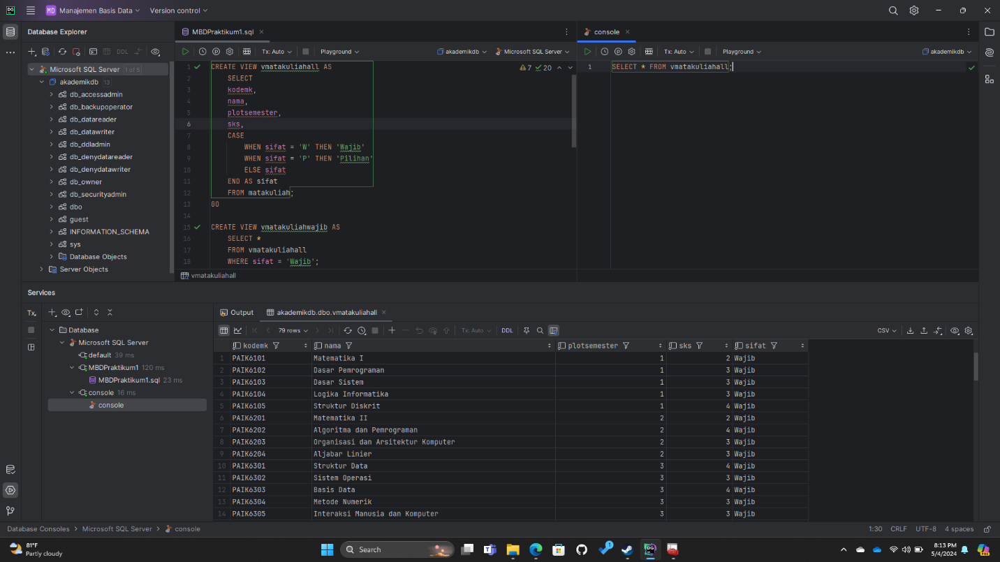 DG
MD Manajemen Basis Data
Version control
Database Explorer
DDL
Microsoft SQL Server 1 of 5
akademikdb 13
db_accessadmin
db_backupoperator
db_datareader
db_datawriter
db_ddladmin
db_denydatareader
db_denydatawriter
db_owner
db_securityadmin
dbo
guest
INFORMATION_SCHEMA
sys
Database Objects
Server Objects
MBDPraktikum1.sql
Tx: Auto Playground akademikdb Microsoft SQL Server
7 20
1 CREATE VIEW vmatakuliahall AS
2 SELECT
3 kodemk,
4 nama,
5 plotsemester,
6 sks,
7 CASE
8 WHEN sifat = 'W' THEN 'Wajib'
9 WHEN sifat = 'P' THEN 'Pilihan'
10 ELSE sifat
11 END AS sifat
12 FROM matakuliah;
13 GO
14
15 CREATE VIEW vmatakuliahwajib AS
16 SELECT *
17 FROM vmatakuliahall
18 WHERE sifat = 'Wajib';
vmatakuliahall
console
Tx: Auto Playground akademikdb
1 SELECT * FROM vmatakuliahall;
Services
Tx
Database
Microsoft SQL Server
default 39 ms
MBDPraktikum1 120 ms
MBDPraktikum1.sql 23 ms
console 16 ms
console
Output akademikdb.dbo.vmatakuliahall
79 rows Tx: Auto DDL CSV
kodemk nama plotsemester sks sifat
1 PAIK6101 Matematika I 1 2 Wajib
2 PAIK6102 Dasar Pemrograman 1 3 Wajib
3 PAIK6103 Dasar Sistem 1 3 Wajib
4 PAIK6104 Logika Informatika 1 3 Wajib
5 PAIK6105 Struktur Diskrit 1 4 Wajib
6 PAIK6201 Matematika II 2 2 Wajib
7 PAIK6202 Algoritma dan Pemrograman 2 4 Wajib
8 PAIK6203 Organisasi dan Arsitektur Komputer 2 3 Wajib
9 PAIK6204 Aljabar Linier 2 3 Wajib
10 PAIK6301 Struktur Data 3 4 Wajib
11 PAIK6302 Sistem Operasi 3 3 Wajib
12 PAIK6303 Basis Data 3 4 Wajib
13 PAIK6304 Metode Numerik 3 3 Wajib
14 PAIK6305 Interaksi Manusia dan Komputer 3 3 Wajib
Database Consoles Microsoft SQL Server console
1:30 CRLF UTF-8 4 spaces
81°F
Partly cloudy
Search
1
DG
8:13 PM
5/4/2024
PRE